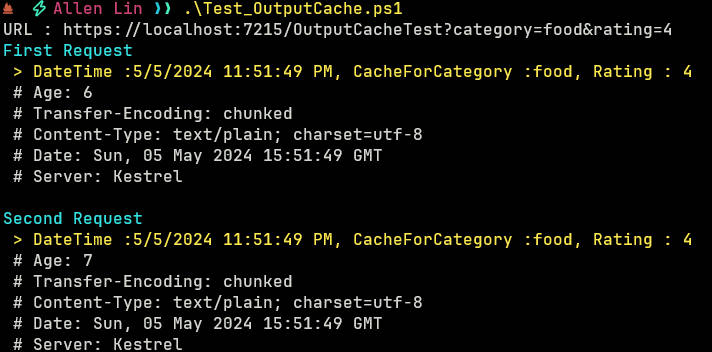 Allen Lin ❯❯ .\Test_OutputCache.ps1
URL : https://localhost:7215/OutputCacheTest?category=food&rating=4
First Request
> DateTime :5/5/2024 11:51:49 PM, CacheForCategory :food, Rating : 4
# Age: 6
# Transfer-Encoding: chunked
# Content-Type: text/plain; charset=utf-8
# Date: Sun, 05 May 2024 15:51:49 GMT
# Server: Kestrel
Second Request
> DateTime :5/5/2024 11:51:49 PM, CacheForCategory :food, Rating : 4
# Age: 7
# Transfer-Encoding: chunked
# Content-Type: text/plain; charset=utf-8
# Date: Sun, 05 May 2024 15:51:49 GMT
# Server: Kestrel